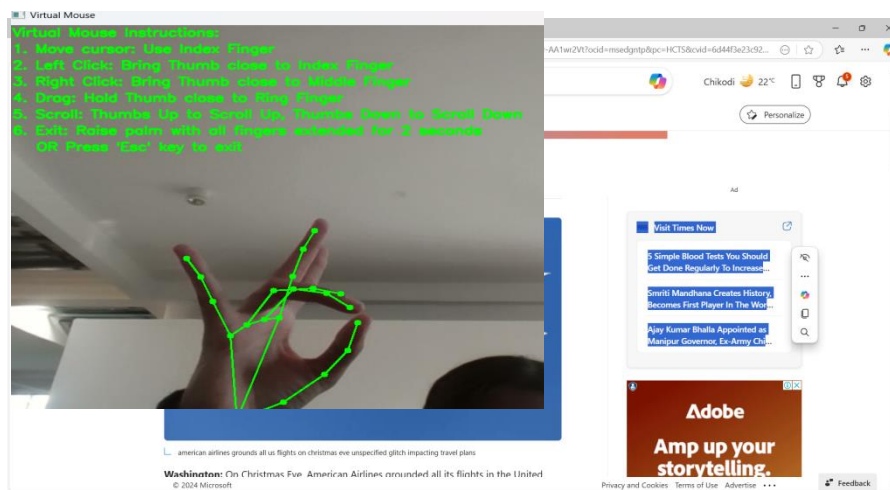 Virtual Mouse
Virtual Mouse Instructions:
1. Move cursor: Use Index Finger
2. Left Click: Bring Thumb close to Index Finger
3. Right Click: Bring Thumb close to Middle Finger
4. Drag: Hold Thumb close to Ring Finger
5. Scroll: Thumbs Up to Scroll Up, Thumbs Down to Scroll Down
6. Exit: Raise palm with all fingers extended for 2 seconds
OR Press 'Esc' key to exit
-AA1wr2Vt?ocid=msedgntp&pc=HCTS&cvid=6d44f3e23c92...
Chikodi 22°C
Personalize
Ad
Visit Times Now
5 Simple Blood Tests You Should
Get Done Regularly To Increase...
Smriti Mandhana Creates History,
Becomes First Player In The Wor...
Ajay Kumar Bhalla Appointed as
Manipur Governor, Ex-Army Chi...
Adobe
Amp up your
storytelling.
american airlines grounds all us flights on christmas eve unspecified glitch impacting travel plans
Washington: On Christmas Eve, American Airlines grounded all its flights in the United
© 2024 Microsoft
Privacy and Cookies Terms of Use Advertise ...
Feedback